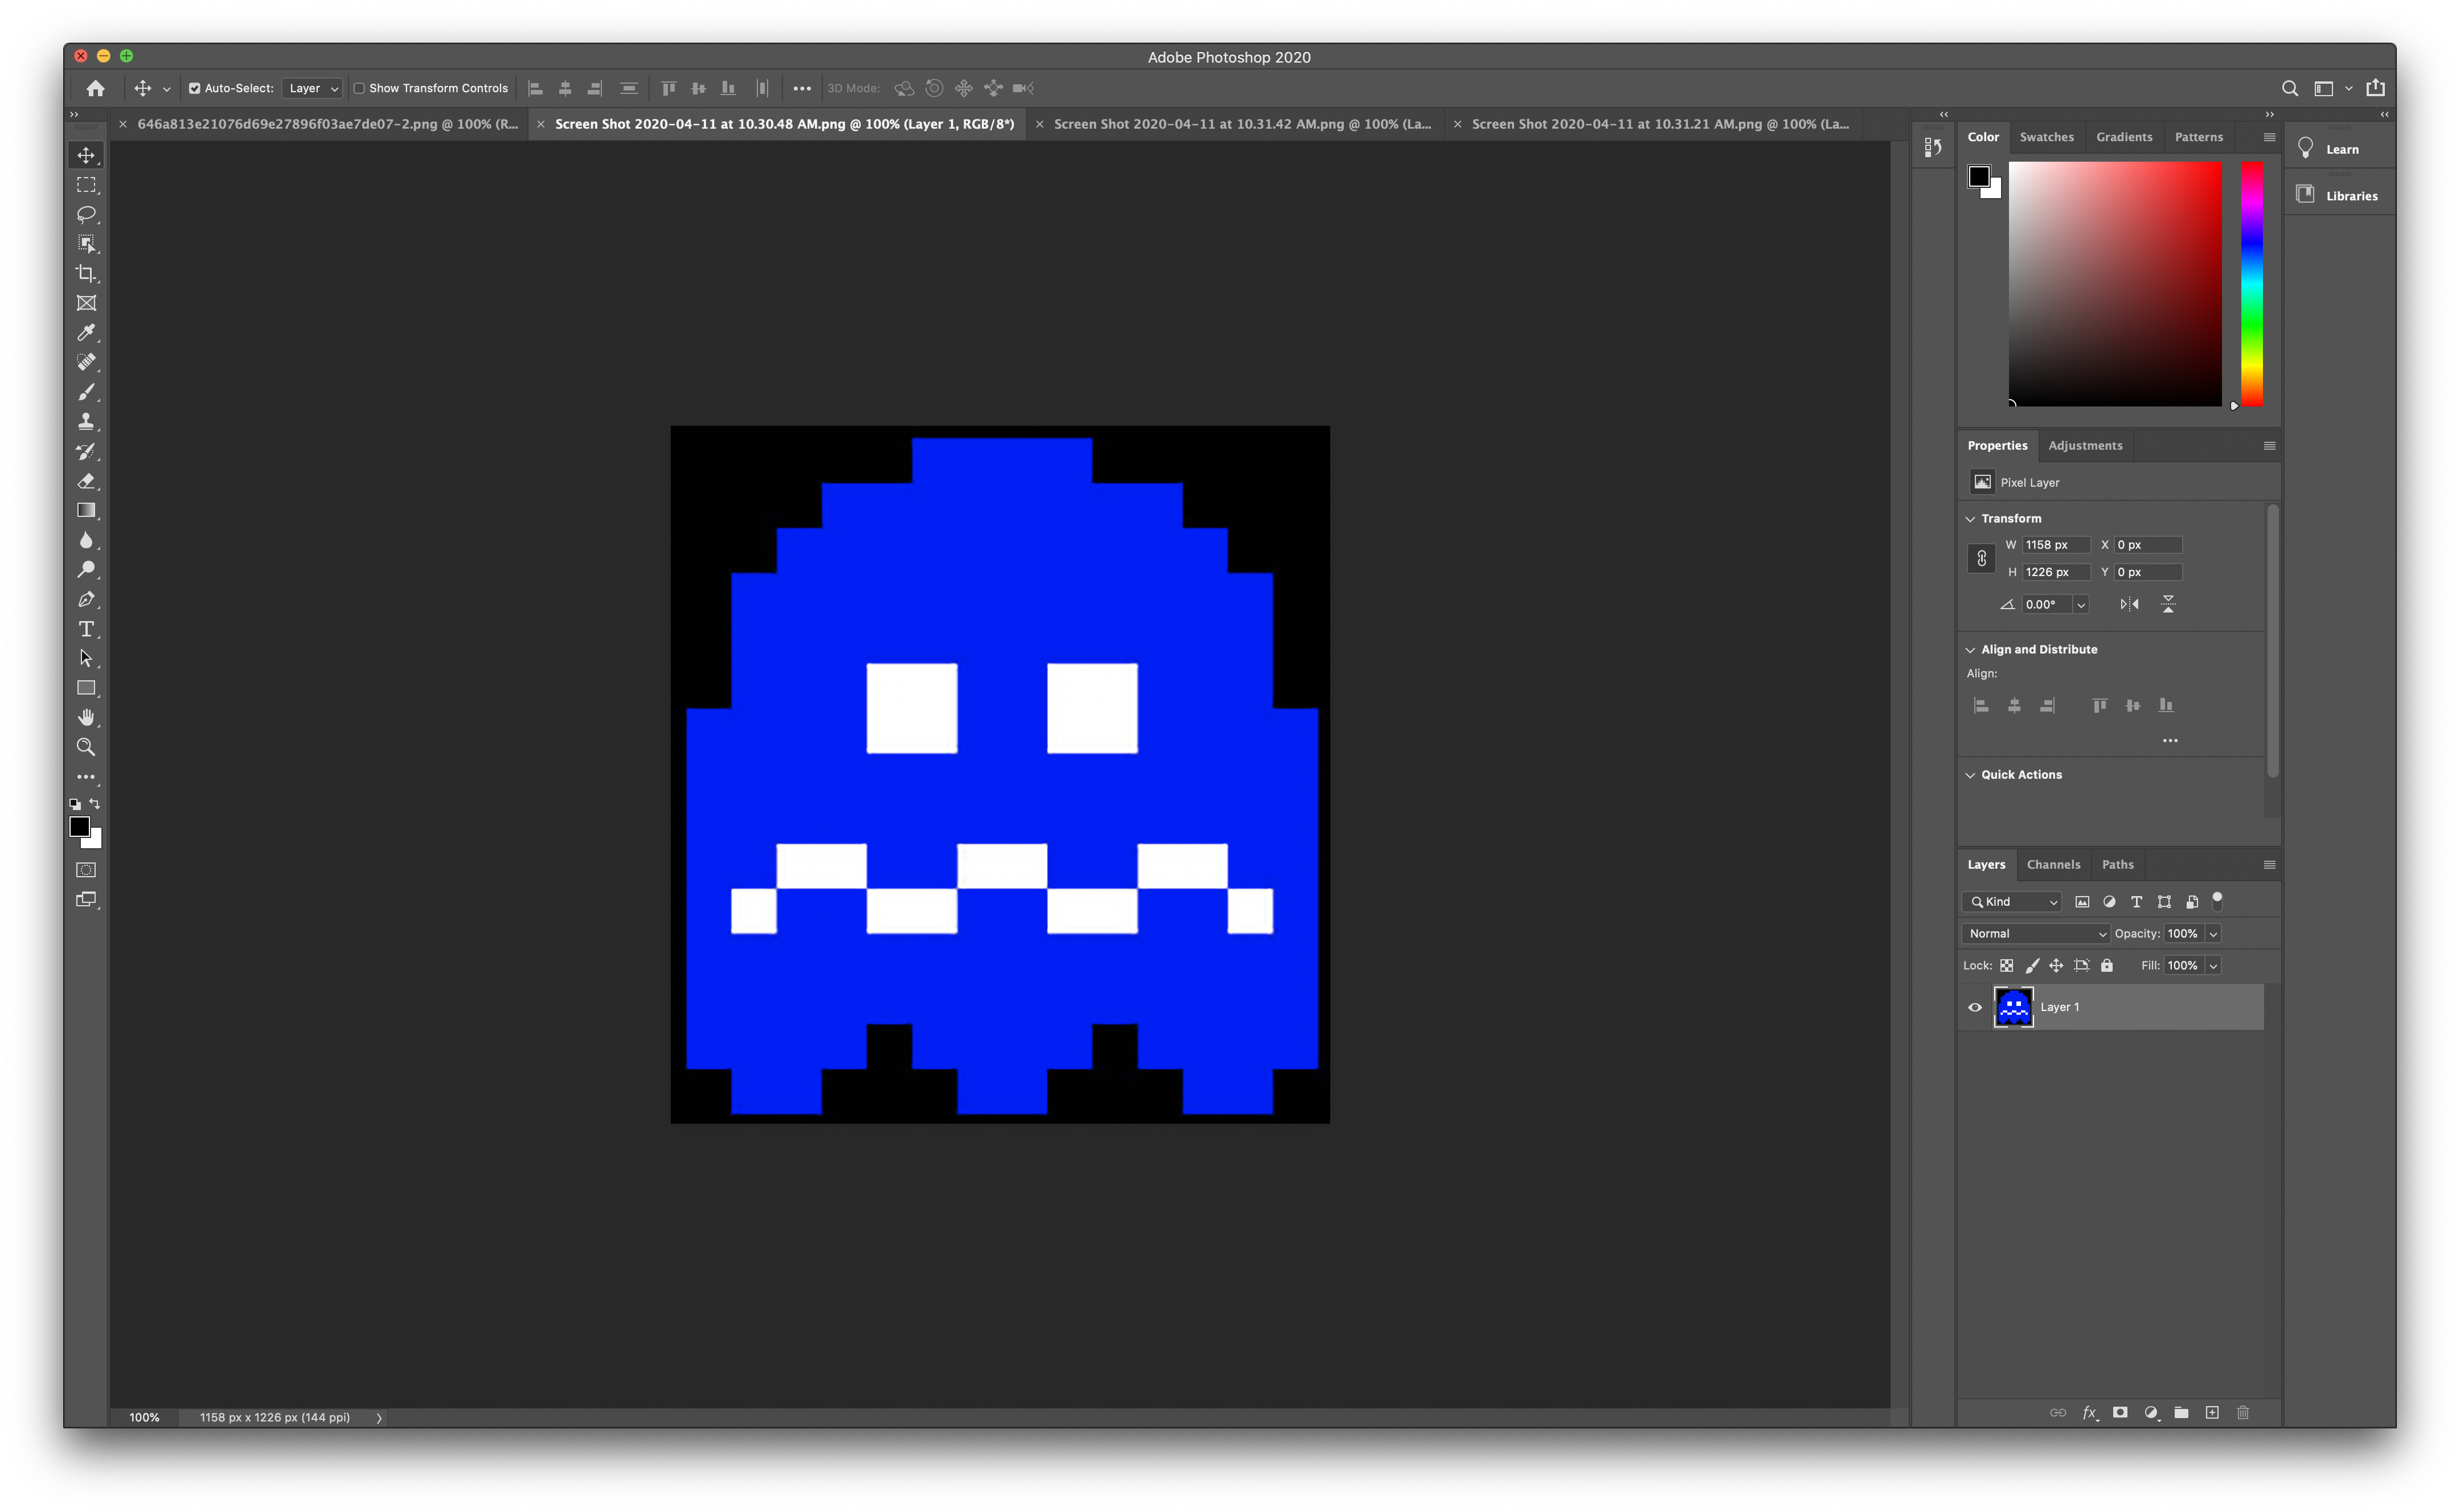 Adobe Photoshop 2020
Auto-Select: Layer Show Transform Controls 3D Mode:
646a813e21076d69e27896f03ae7de07-2.png @ 100% (R... Screen Shot 2020-04-11 at 10.30.48 AM.png @ 100% (Layer 1, RGB/8*) Screen Shot 2020-04-11 at 10.31.42 AM.png @ 100% (La... Screen Shot 2020-04-11 at 10.31.21 AM.png @ 100% (La...
Color Swatches Gradients Patterns
Learn
Libraries
Properties Adjustments
Pixel Layer
Transform
W 1158 px X 0 px
H 1226 px Y 0 px
0.00°
Align and Distribute
Align:
Quick Actions
Layers Channels Paths
Kind
Normal Opacity: 100%
Lock: Fill: 100%
Layer 1
100% 1158 px x 1226 px (144 ppi)
fx